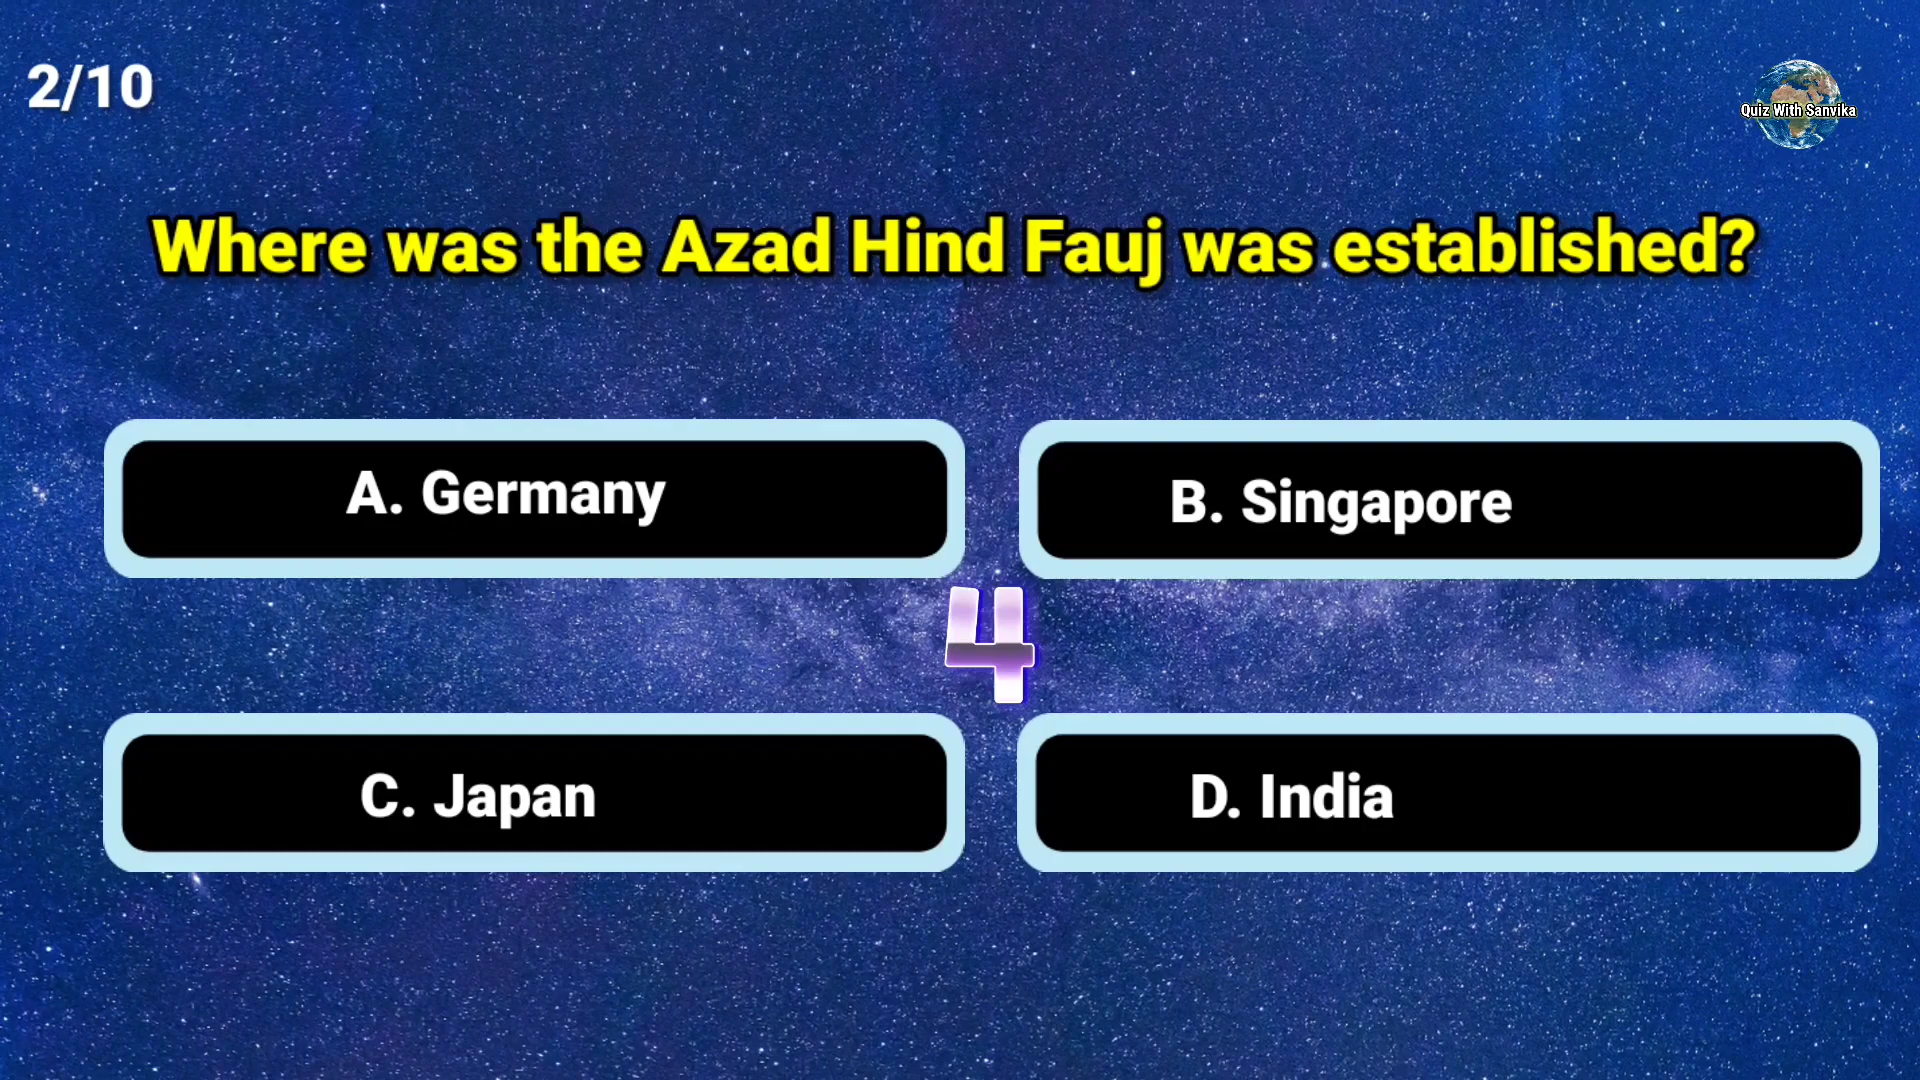 2/10
Quiz With Sanvika
Where was the Azad Hind Fauj was established?
A. Germany
B. Singapore
4
C. Japan
D. India